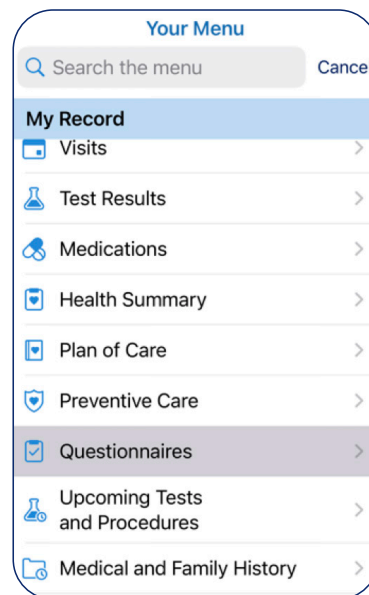 Your Menu
Search the menu Cance
My Record
Visits
Test Results
Medications
Health Summary
Plan of Care
Preventive Care
Questionnaires
Upcoming Tests
and Procedures
Medical and Family History